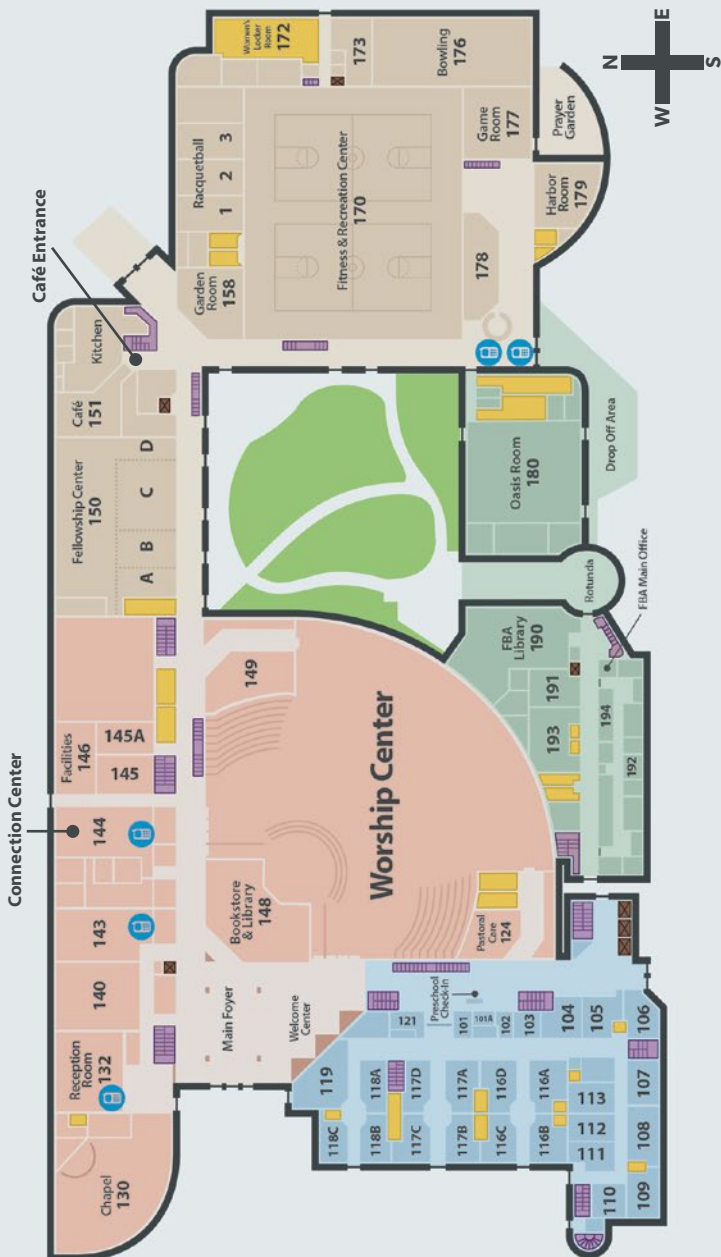 Women's
Locker
Room
172
173
Bowling
176
Racquetball
1
2
3
Fitness & Recreation Center
170
Game
Room
177
Prayer
Garden
N
W
E
S
Café Entrance
Garden
Room
158
178
Harbor
Room
179
Kitchen
Café
151
Fellowship Center
150
A
B
C
D
Oasis Room
180
Drop Off Area
Rotunda
FBA Main Office
FBA
Library
190
191
193
194
192
Connection Center
Facilities
146
145A
145
149
144
143
140
Worship Center
Bookstore
& Library
148
Pastoral
Care
124
Reception
Room
132
Main Foyer
Welcome
Center
Preschool
Check-In
Chapel
130
119
121
101
101A
102
103
104
105
106
118A
117D
117A
116D
116A
113
107
118C
118B
117C
117B
116C
116B
112
111
108
110
109